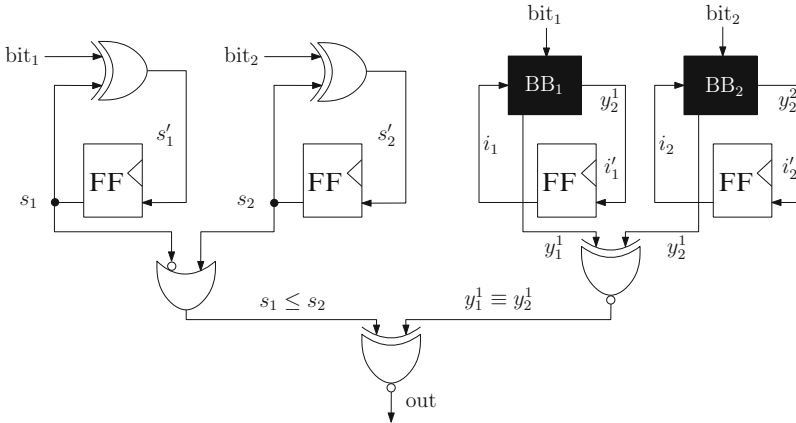 bit₁
bit₂
bit₁
bit₂
BB₁
BB₂
s′₁
s′₂
y₂¹
y₂²
i₁
i′₁
i₂
i′₂
FF
FF
FF
FF
s₁
s₂
y₁¹
y₂¹
s₁ ≤ s₂
y₁¹ ≡ y₂¹
out